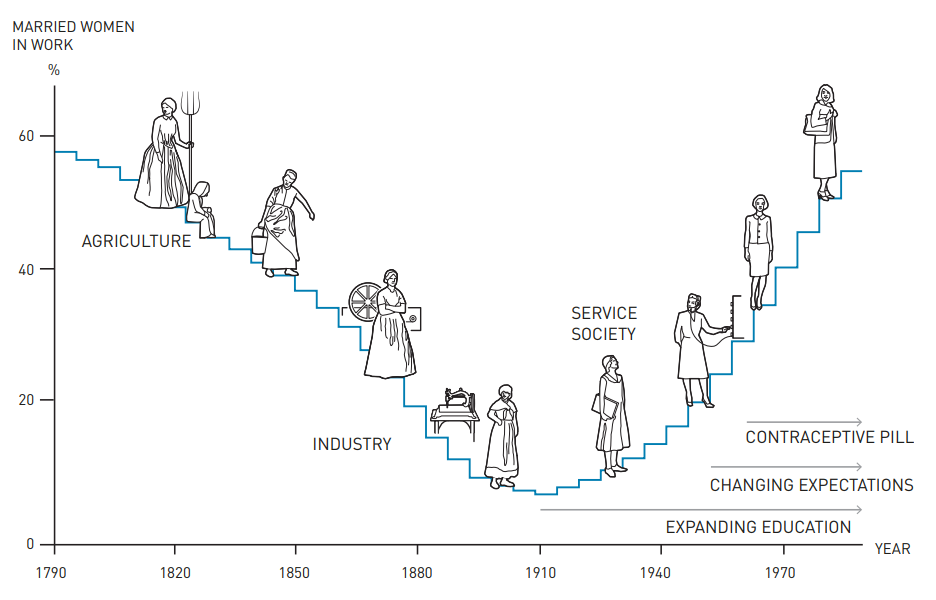 MARRIED WOMEN
IN WORK
%
60
40
20
0
AGRICULTURE
INDUSTRY
SERVICE
SOCIETY
CONTRACEPTIVE PILL
CHANGING EXPECTATIONS
EXPANDING EDUCATION
YEAR
1790 1820 1850 1880 1910 1940 1970